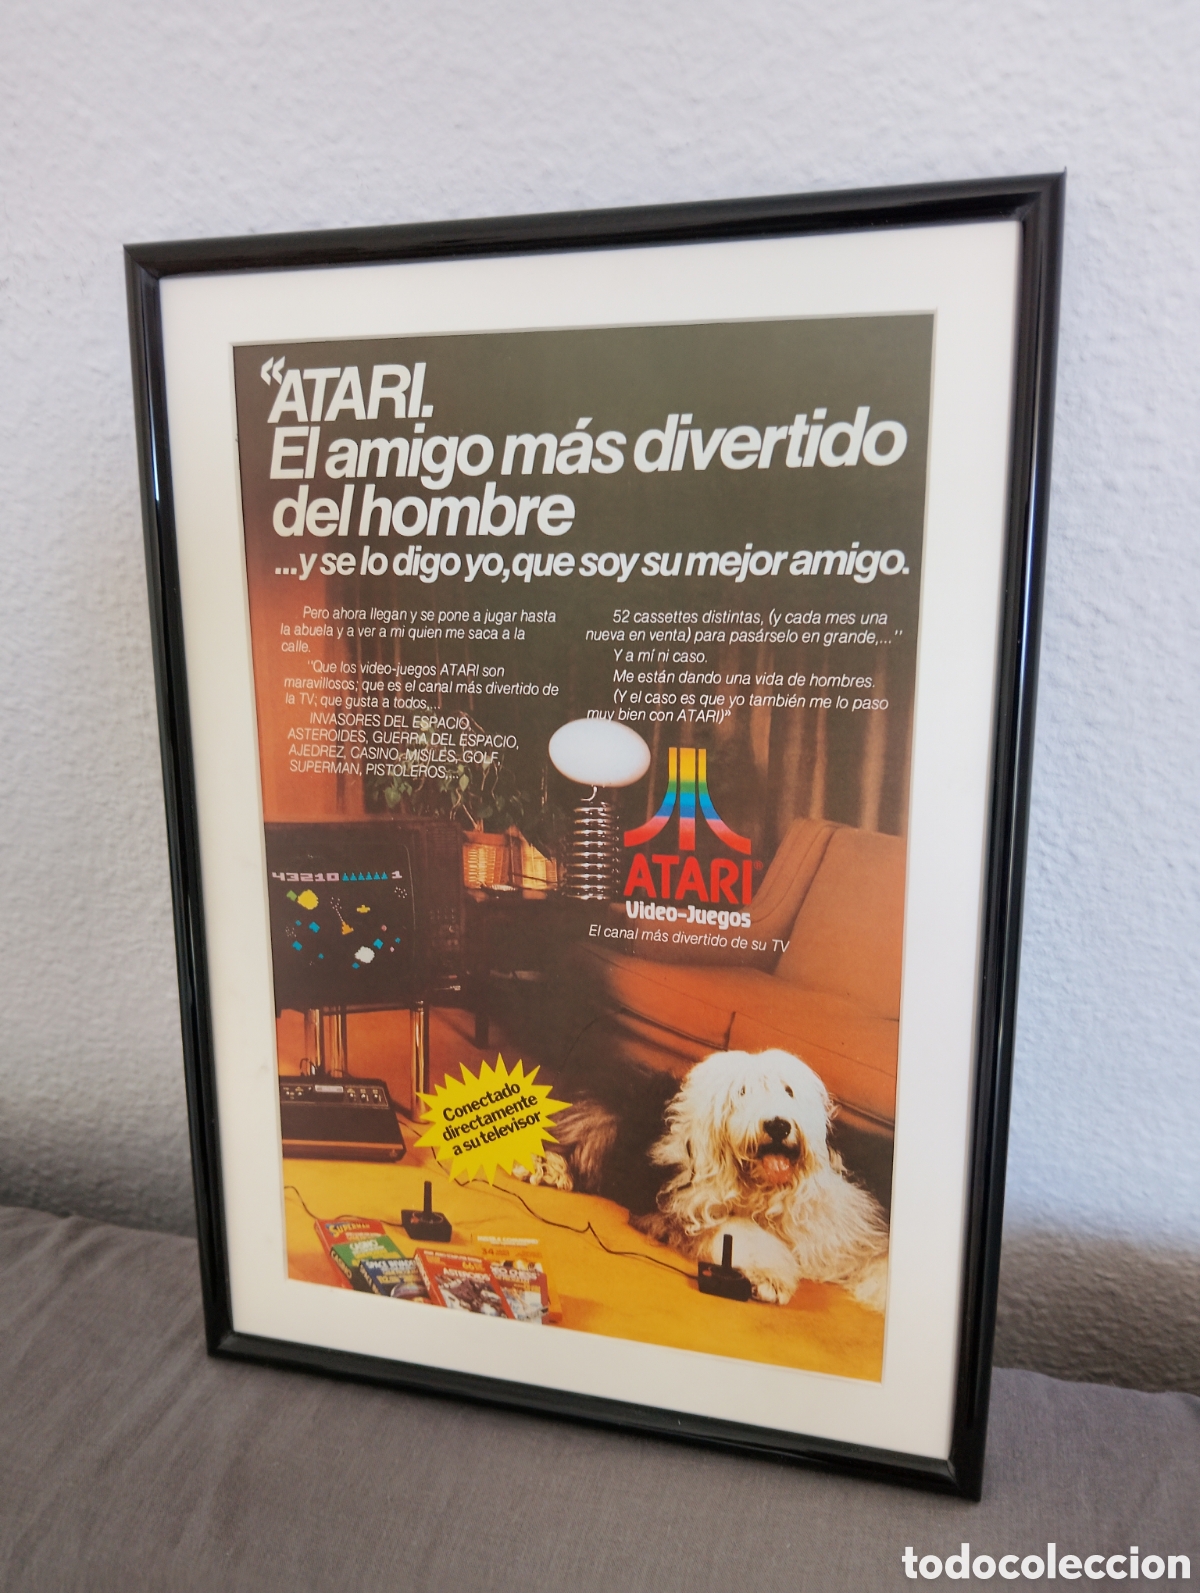 “ATARI.
El amigo más divertido
del hombre
...y se lo digo yo, que soy su mejor amigo.
Pero ahora llegan y se pone a jugar hasta
la abuela y a ver a mi quien me saca a la
calle.
"Que los video-juegos ATARI son
maravillosos; que es el canal más divertido de
la TV; que gusta a todos,...
INVASORES DEL ESPACIO,
ASTEROIDES, GUERRA DEL ESPACIO,
AJEDREZ, CASINO, MISILES, GOLF,
SUPERMAN, PISTOLEROS,...
52 cassettes distintas, (y cada mes una
nueva en venta) para pasárselo en grande,..."
Y a mí ni caso.
Me están dando una vida de hombres.
(Y el caso es que yo también me lo paso
muy bien con ATARI)»
43210 1
ATARI®
Video-Juegos
El canal más divertido de su TV
Conectado
directamente
a su televisor
SUPERMAN
CASINO
ASTEROIDS
todocoleccion